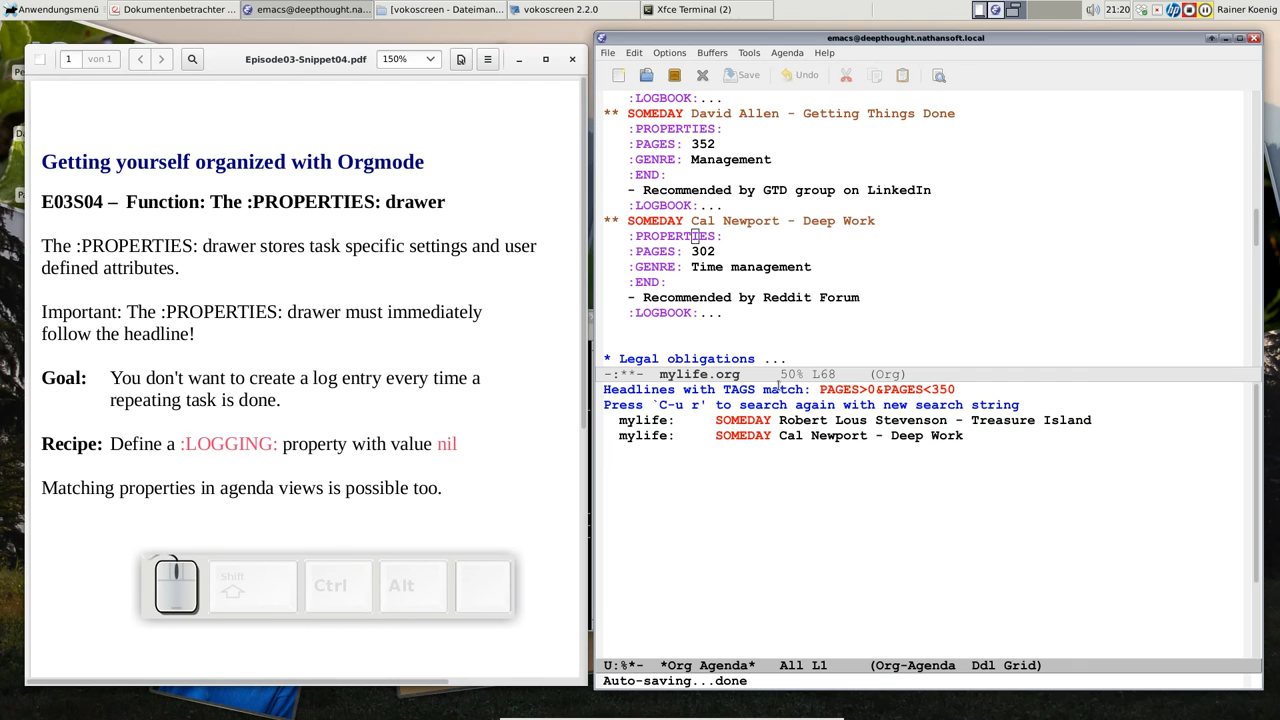 Anwendungsmenü
Dokumentenbetrachter ...
emacs@deepthought.na...
[vokoscreen - Dateiman...
vokoscreen 2.2.0
Xfce Terminal (2)
21:20
Rainer Koenig
1 von 1
Episode03-Snippet04.pdf
150%
Getting yourself organized with Orgmode
E03S04 – Function: The :PROPERTIES: drawer
The :PROPERTIES: drawer stores task specific settings and user
defined attributes.
Important: The :PROPERTIES: drawer must immediately
follow the headline!
Goal: You don't want to create a log entry every time a
repeating task is done.
Recipe: Define a :LOGGING: property with value nil
Matching properties in agenda views is possible too.
Shift
Ctrl
Alt
emacs@deepthought.nathansoft.local
File Edit Options Buffers Tools Agenda Help
Save Undo
:LOGBOOK:...
** SOMEDAY David Allen - Getting Things Done
:PROPERTIES:
:PAGES: 352
:GENRE: Management
:END:
- Recommended by GTD group on LinkedIn
:LOGBOOK:...
** SOMEDAY Cal Newport - Deep Work
:PROPERTIES:
:PAGES: 302
:GENRE: Time management
:END:
- Recommended by Reddit Forum
:LOGBOOK:...
* Legal obligations ...
-:**- mylife.org 50% L68 (Org)
Headlines with TAGS match: PAGES>0&PAGES<350
Press `C-u r' to search again with new search string
mylife: SOMEDAY Robert Lous Stevenson - Treasure Island
mylife: SOMEDAY Cal Newport - Deep Work
U:%*- *Org Agenda* All L1 (Org-Agenda Ddl Grid)
Auto-saving...done